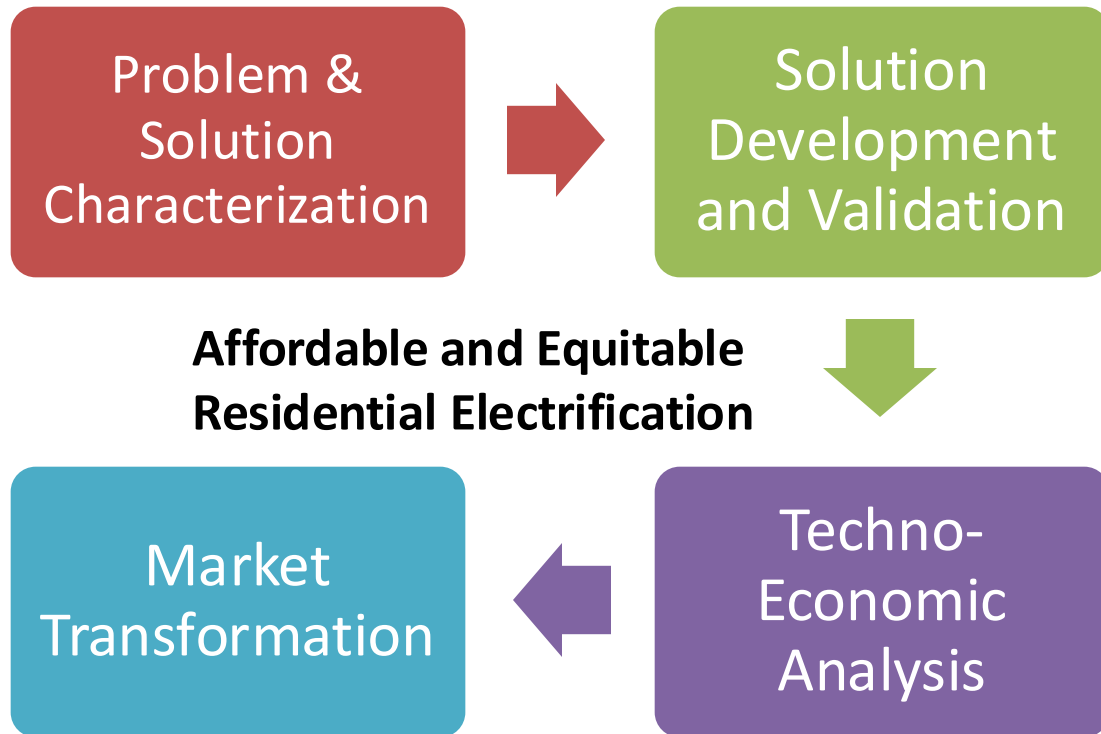 Problem &
Solution
Characterization
Solution
Development
and Validation
Affordable and Equitable
Residential Electrification
Market
Transformation
Techno-
Economic
Analysis